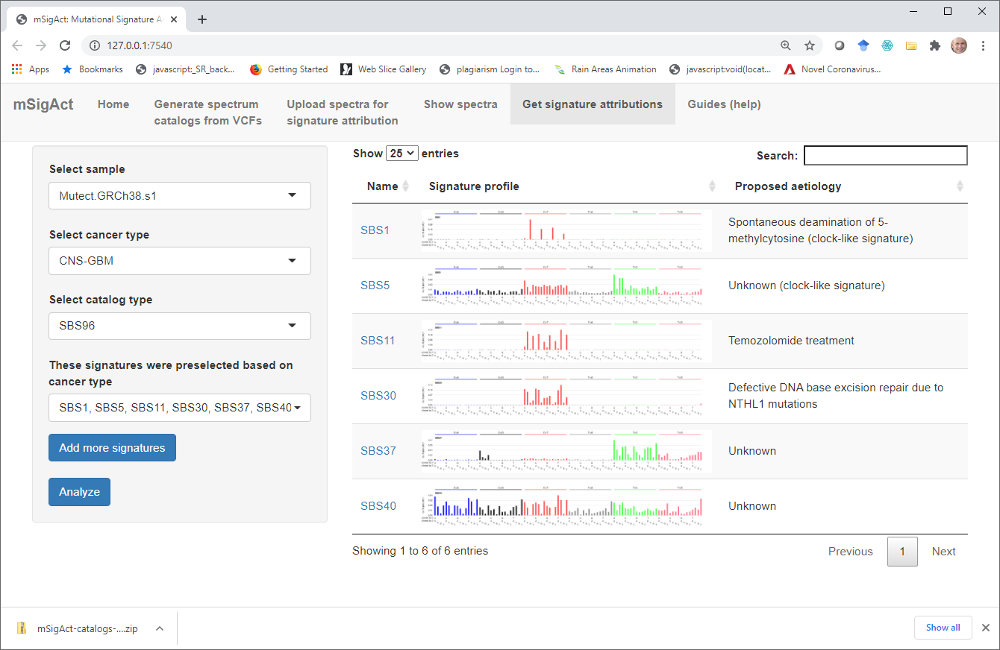 mSigAct: Mutational Signature A
127.0.0.1:7540
Apps
Bookmarks
javascript:_SR_back...
Getting Started
Web Slice Gallery
plagiarism Login to...
Rain Areas Animation
javascript:void(locat...
Novel Coronavirus...
mSigAct
Home
Generate spectrum
catalogs from VCFs
Upload spectra for
signature attribution
Show spectra
Get signature attributions
Guides (help)
Select sample
Mutect.GRCh38.s1
Select cancer type
CNS-GBM
Select catalog type
SBS96
These signatures were preselected based on
cancer type
SBS1, SBS5, SBS11, SBS30, SBS37, SBS40
Add more signatures
Analyze
Show 25 entries
Search:
Name
Signature profile
Proposed aetiology
SBS1
Spontaneous deamination of 5-
methylcytosine (clock-like signature)
SBS5
Unknown (clock-like signature)
SBS11
Temozolomide treatment
SBS30
Defective DNA base excision repair due to
NTHL1 mutations
SBS37
Unknown
SBS40
Unknown
Showing 1 to 6 of 6 entries
Previous
1
Next
mSigAct-catalogs-....zip
Show all